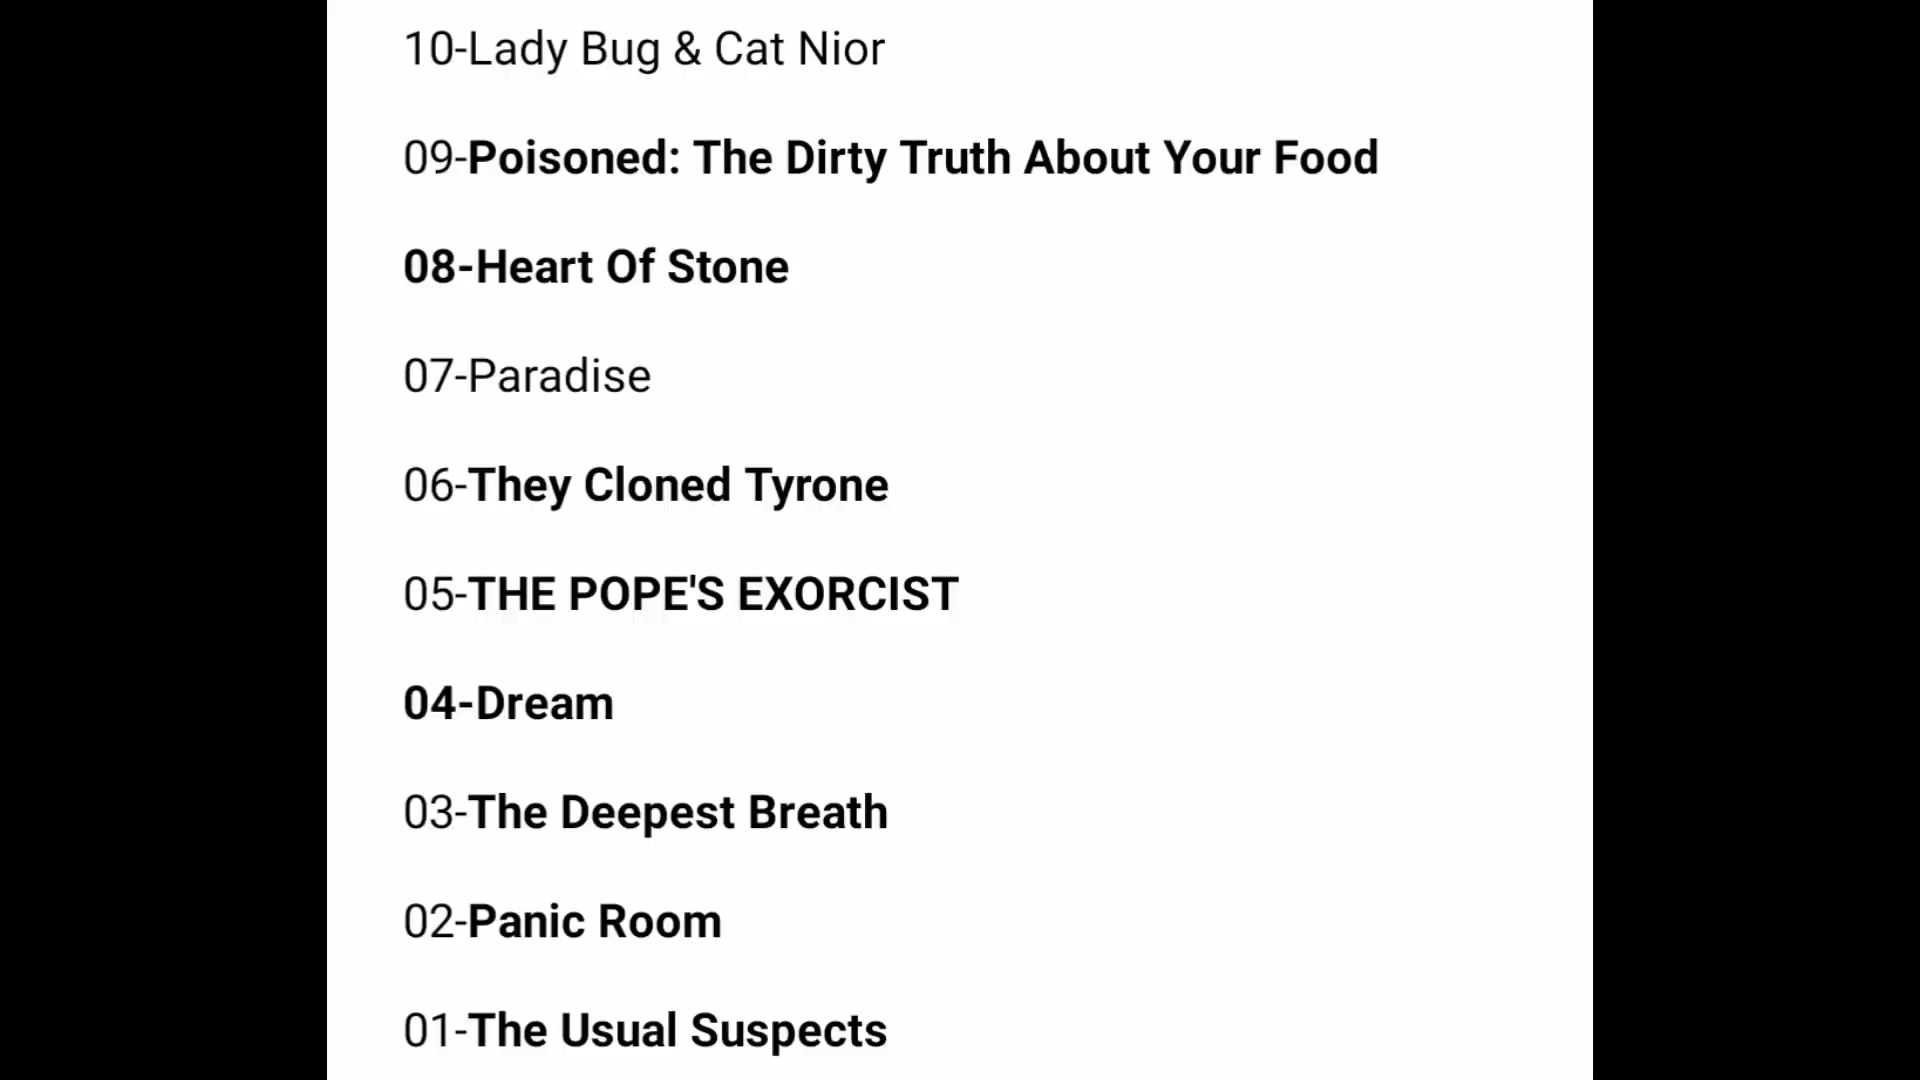 10-Lady Bug & Cat Nior
09-Poisoned: The Dirty Truth About Your Food
08-Heart Of Stone
07-Paradise
06-They Cloned Tyrone
05-THE POPE'S EXORCIST
04-Dream
03-The Deepest Breath
02-Panic Room
01-The Usual Suspects